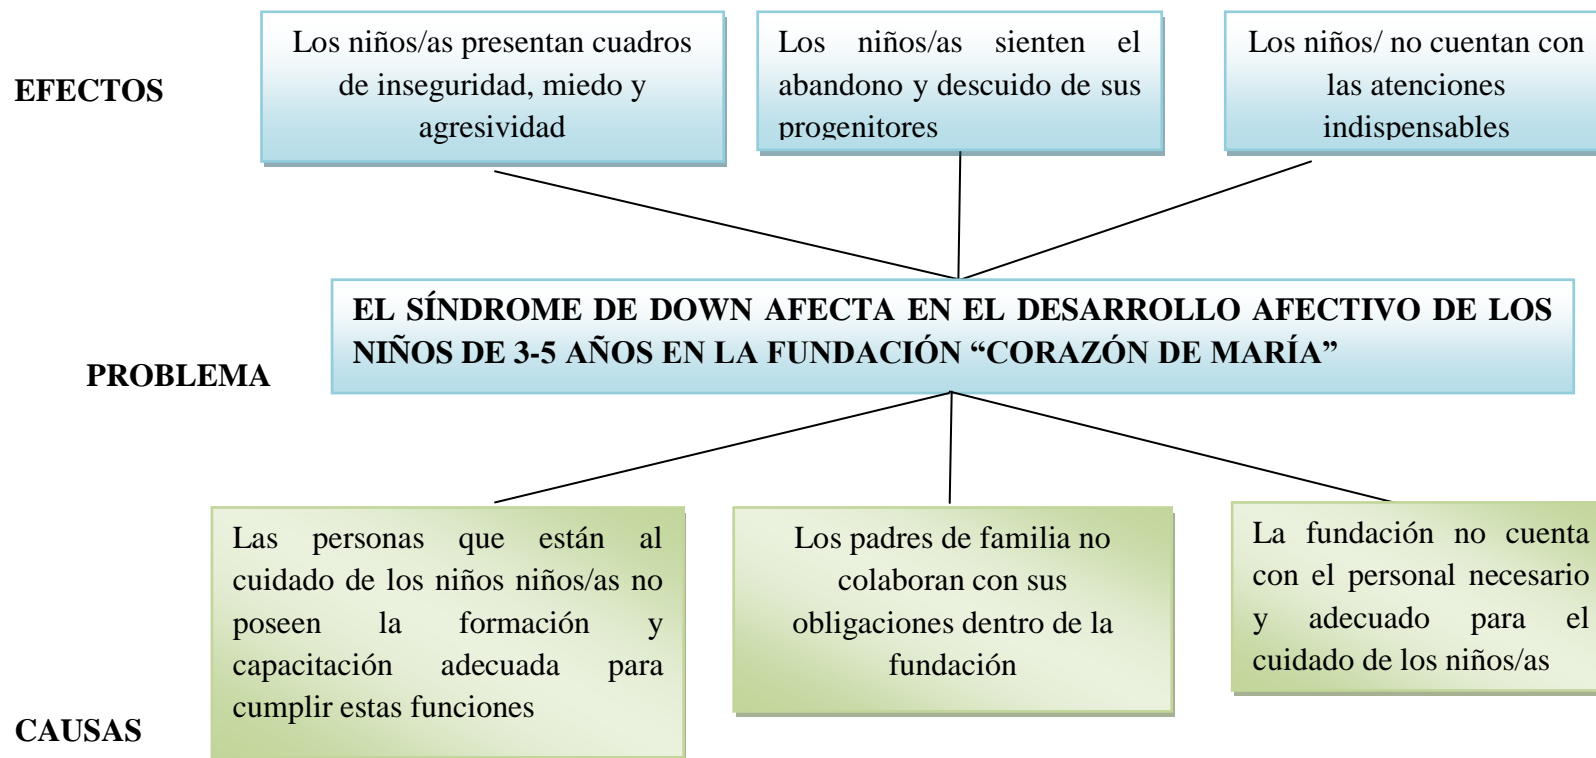 EFECTOS
Los niños/as presentan cuadros
de inseguridad, miedo y
agresividad
Los niños/as sienten el
abandono y descuido de sus
progenitores
Los niños/ no cuentan con
las atenciones
indispensables
PROBLEMA
EL SÍNDROME DE DOWN AFECTA EN EL DESARROLLO AFECTIVO DE LOS
NIÑOS DE 3-5 AÑOS EN LA FUNDACIÓN “CORAZÓN DE MARÍA”
CAUSAS
Las personas que están al
cuidado de los niños niños/as no
poseen la formación y
capacitación adecuada para
cumplir estas funciones
Los padres de familia no
colaboran con sus
obligaciones dentro de la
fundación
La fundación no cuenta
con el personal necesario
y adecuado para el
cuidado de los niños/as